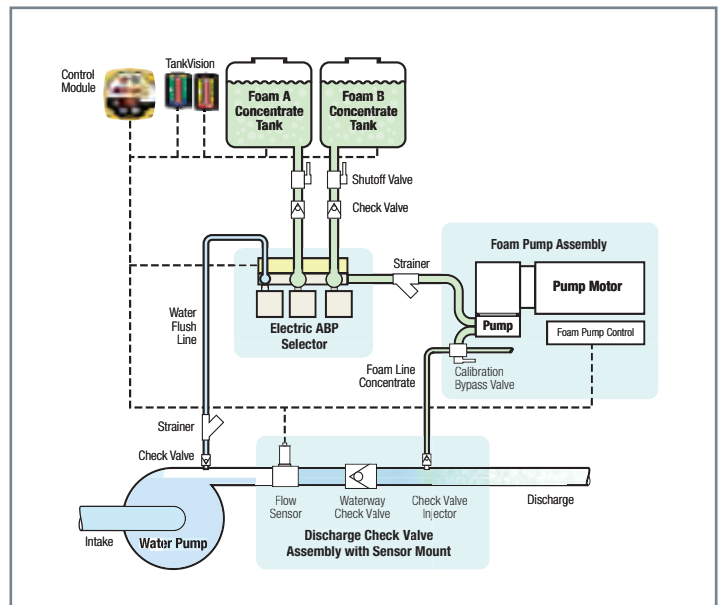 Control
Module
TankVision
Foam A
Concentrate
Tank
Foam B
Concentrate
Tank
Shutoff Valve
Check Valve
Foam Pump Assembly
Strainer
Pump Motor
Pump
Foam Pump Control
Water
Flush
Line
Electric ABP
Selector
Foam Line
Concentrate
Calibration
Bypass Valve
Strainer
Check Valve
Flow
Sensor
Waterway
Check Valve
Check Valve
Injector
Discharge
Intake
Water Pump
Discharge Check Valve
Assembly with Sensor Mount